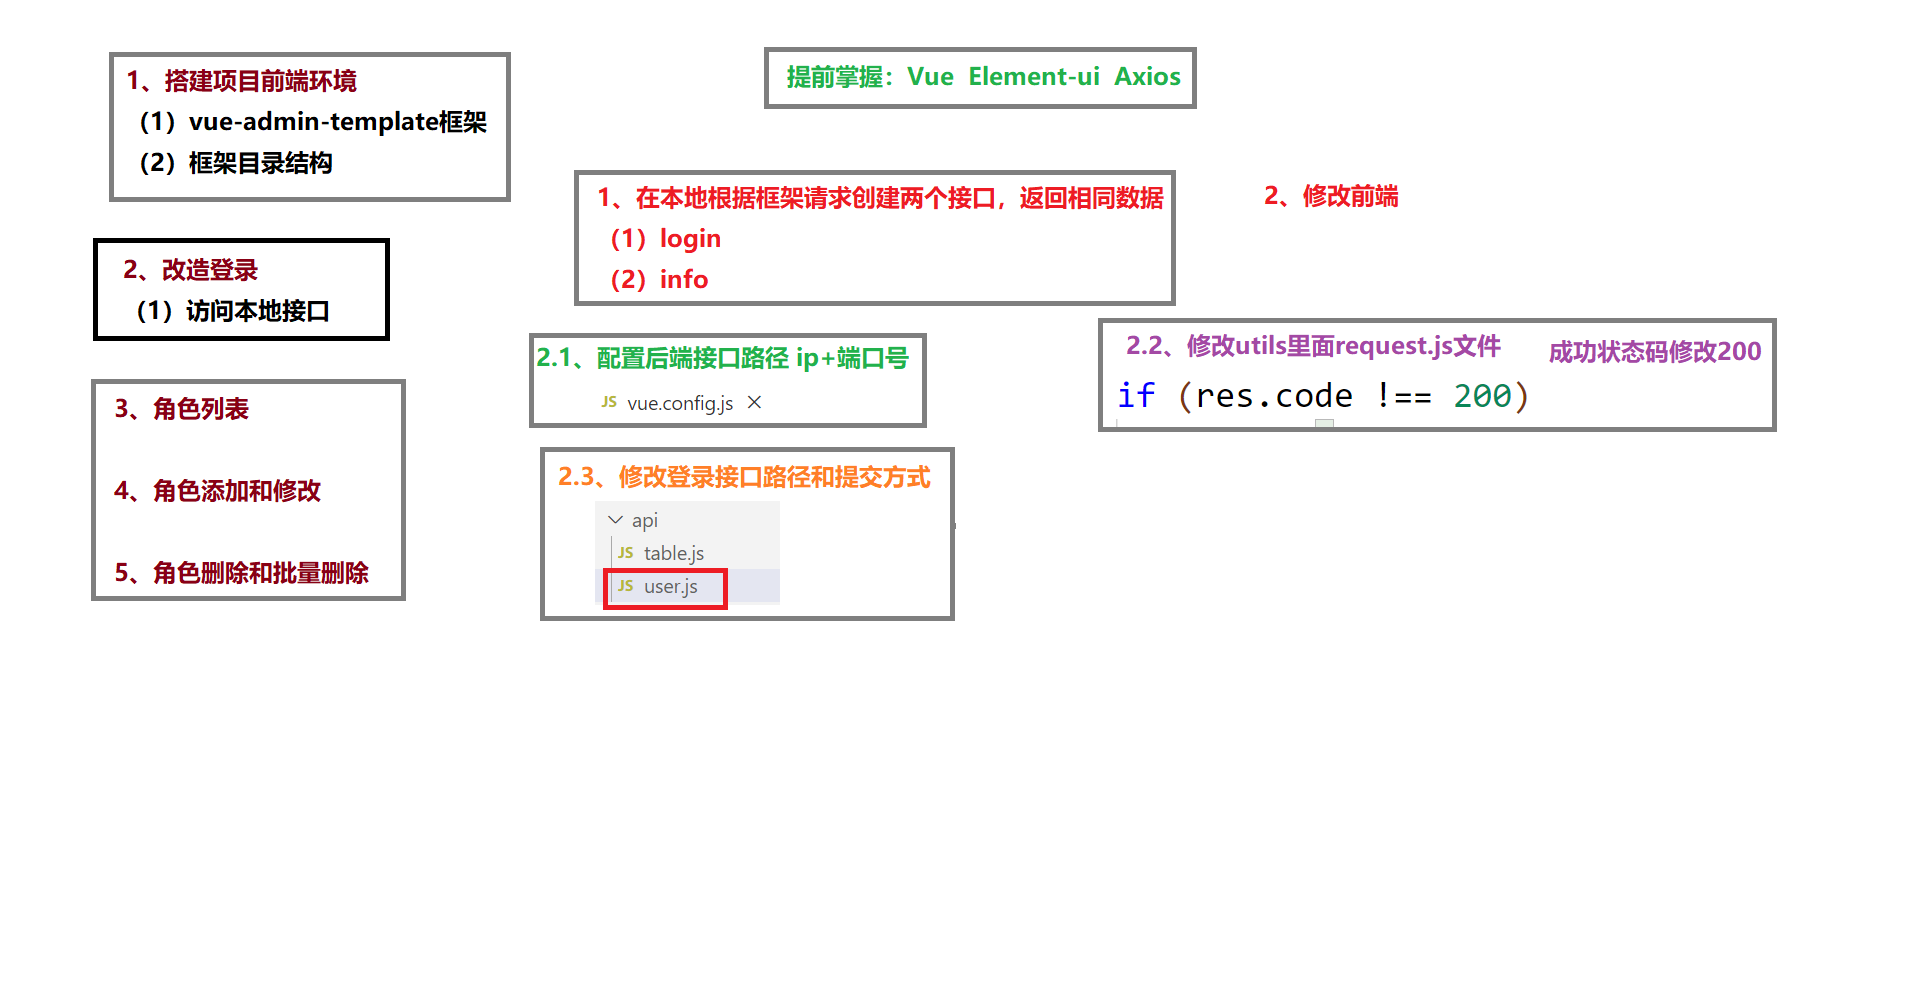 1、搭建项目前端环境
（1）vue-admin-template框架
（2）框架目录结构
2、改造登录
（1）访问本地接口
3、角色列表
4、角色添加和修改
5、角色删除和批量删除
提前掌握：Vue Element-ui Axios
1、在本地根据框架请求创建两个接口，返回相同数据
（1）login
（2）info
2、修改前端
2.1、配置后端接口路径 ip+端口号
JS vue.config.js ×
2.2、修改utils里面request.js文件 成功状态码修改200
if (res.code !== 200)
2.3、修改登录接口路径和提交方式
api
JS table.js
JS user.js